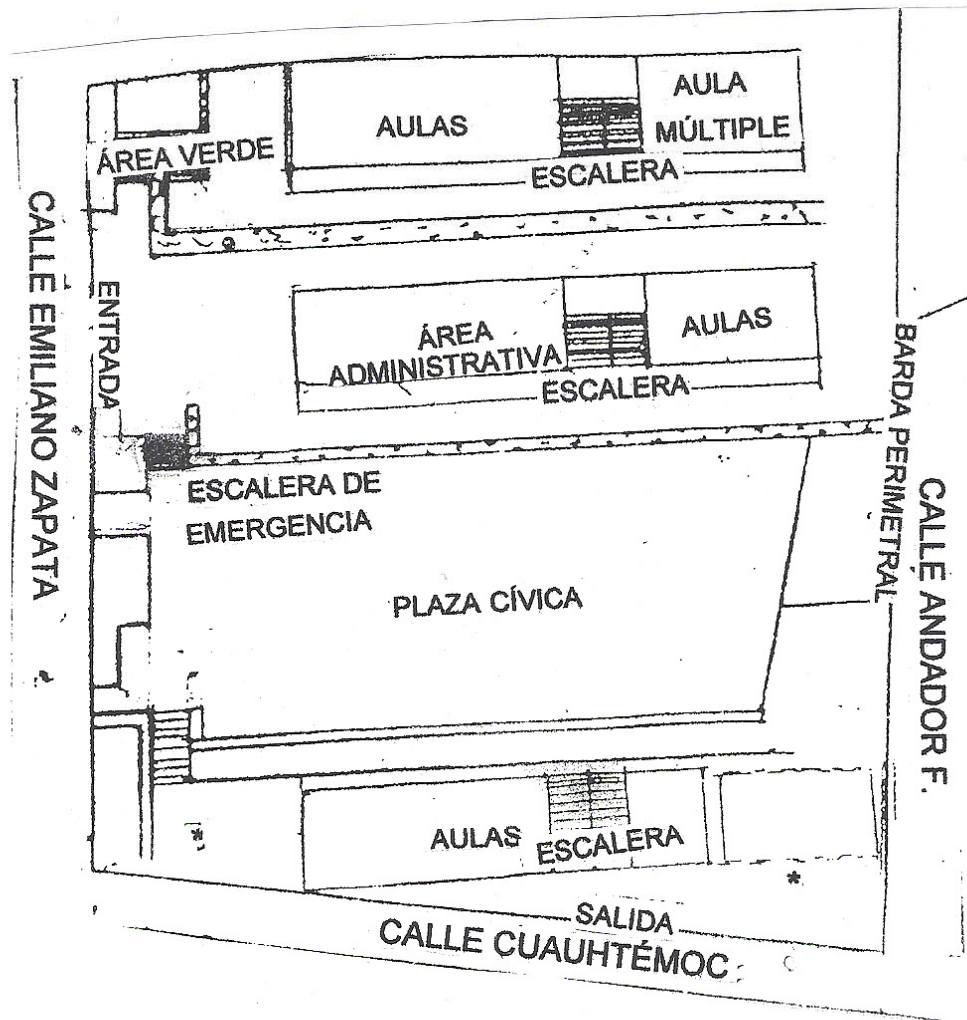 AULAS
AULA
MÚLTIPLE
ÁREA VERDE
ESCALERA
CALLE EMILIANO ZAPATA
ENTRADA
ÁREA
ADMINISTRATIVA
AULAS
ESCALERA
BARDA PERIMETRAL
CALLE ANDADOR F.
ESCALERA DE
EMERGENCIA
PLAZA CÍVICA
AULAS
ESCALERA
*
*
SALIDA
CALLE CUAUHTÉMOC